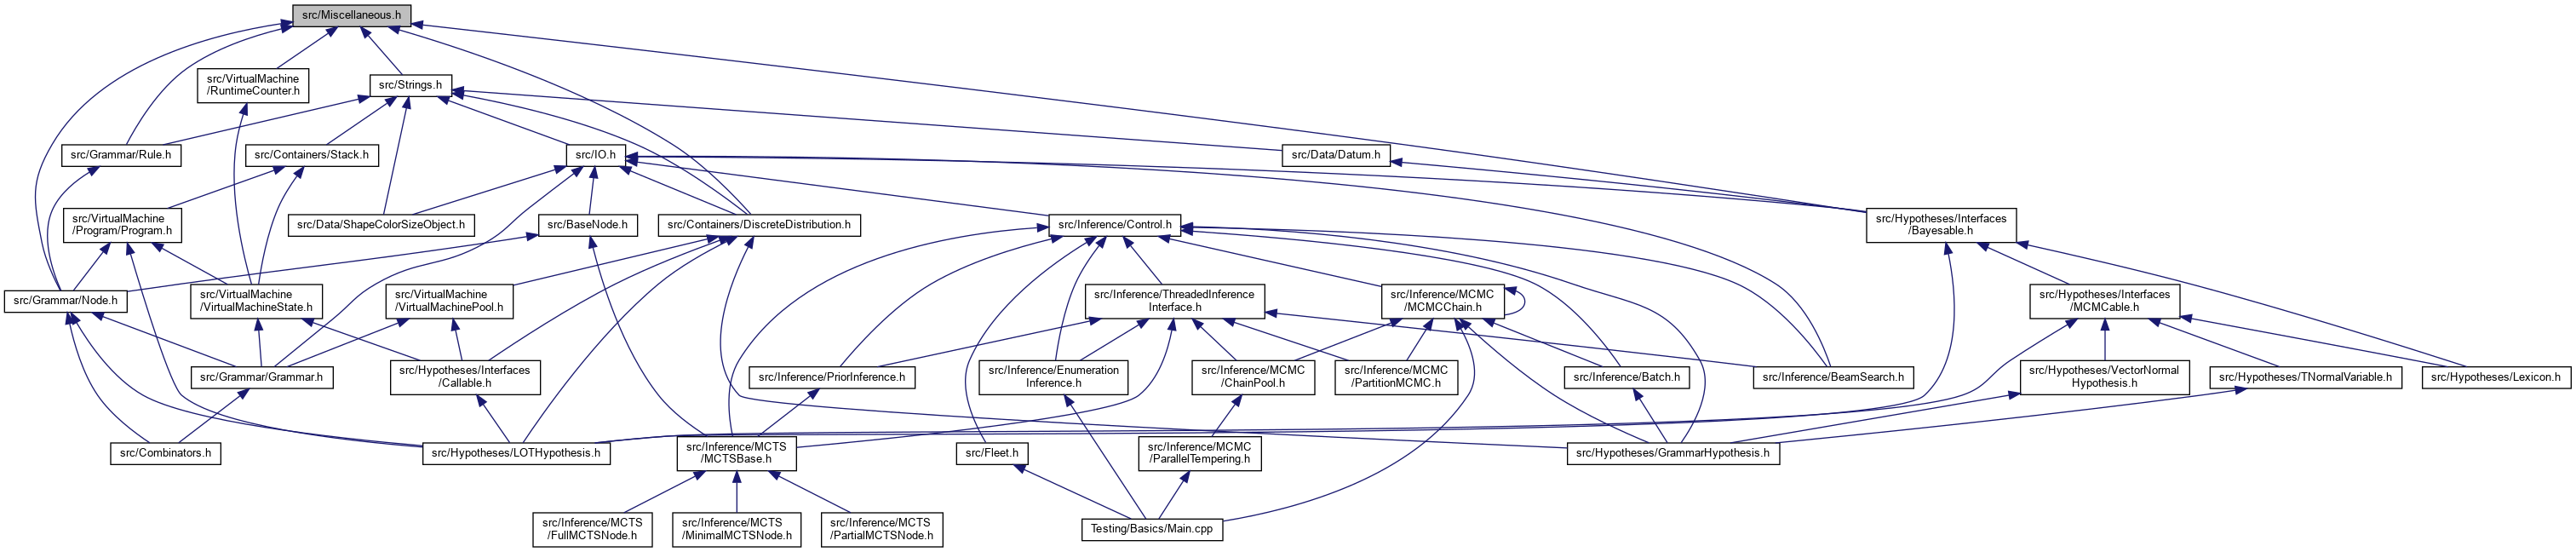 src/Miscellaneous.h
src/VirtualMachine
/RuntimeCounter.h
src/Strings.h
src/Grammar/Rule.h
src/Containers/Stack.h
src/IO.h
src/Data/Datum.h
src/VirtualMachine
/Program/Program.h
src/Data/ShapeColorSizeObject.h
src/BaseNode.h
src/Containers/DiscreteDistribution.h
src/Inference/Control.h
src/Hypotheses/Interfaces
/Bayesable.h
src/Grammar/Node.h
src/VirtualMachine
/VirtualMachineState.h
src/VirtualMachine
/VirtualMachinePool.h
src/Inference/ThreadedInference
Interface.h
src/Inference/MCMC
/MCMCChain.h
src/Hypotheses/Interfaces
/MCMCable.h
src/Grammar/Grammar.h
src/Hypotheses/Interfaces
/Callable.h
src/Inference/PriorInference.h
src/Inference/Enumeration
Inference.h
src/Inference/MCMC
/ChainPool.h
src/Inference/MCMC
/PartitionMCMC.h
src/Inference/Batch.h
src/Inference/BeamSearch.h
src/Hypotheses/VectorNormal
Hypothesis.h
src/Hypotheses/TNormalVariable.h
src/Hypotheses/Lexicon.h
src/Combinators.h
src/Hypotheses/LOTHypothesis.h
src/Inference/MCTS
/MCTSBase.h
src/Fleet.h
src/Inference/MCMC
/ParallelTempering.h
src/Hypotheses/GrammarHypothesis.h
src/Inference/MCTS
/FullMCTSNode.h
src/Inference/MCTS
/MinimalMCTSNode.h
src/Inference/MCTS
/PartialMCTSNode.h
Testing/Basics/Main.cpp